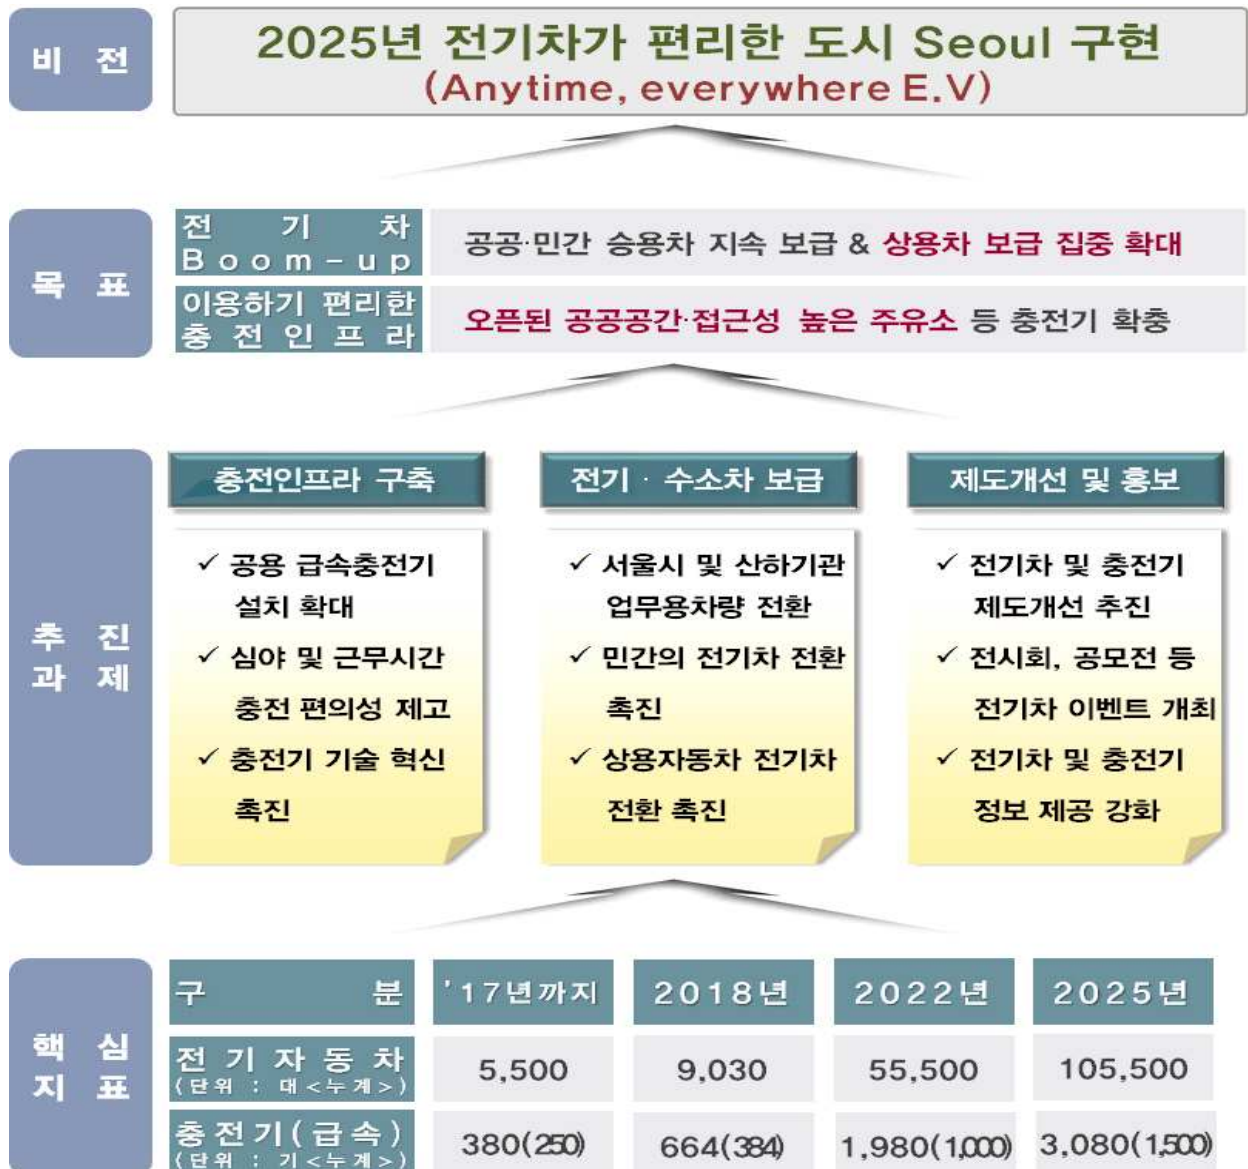 비 전
2025년 전기차가 편리한 도시 Seoul 구현
(Anytime, everywhere E.V)
목 표
전 기 차
Boom-up
공공·민간 승용차 지속 보급 & 상용차 보급 집중 확대
이용하기 편리한
충 전 인 프 라
오픈된 공공공간·접근성 높은 주유소 등 충전기 확충
추 진
과 제
충전인프라 구축
✓ 공용 급속충전기
설치 확대
✓ 심야 및 근무시간
충전 편의성 제고
✓ 충전기 기술 혁신
촉진
전기 · 수소차 보급
✓ 서울시 및 산하기관
업무용차량 전환
✓ 민간의 전기차 전환
촉진
✓ 상용자동차 전기차
전환 촉진
제도개선 및 홍보
✓ 전기차 및 충전기
제도개선 추진
✓ 전시회, 공모전 등
전기차 이벤트 개최
✓ 전기차 및 충전기
정보 제공 강화
핵 심
지 표
구 분 '17년까지 2018년 2022년 2025년
전 기 자 동 차
(단위 : 대<누계>)
5,500 9,030 55,500 105,500
충전기(급속)
(단위 : 기<누계>)
380(250) 664(384) 1,980(1,000) 3,080(1,500)